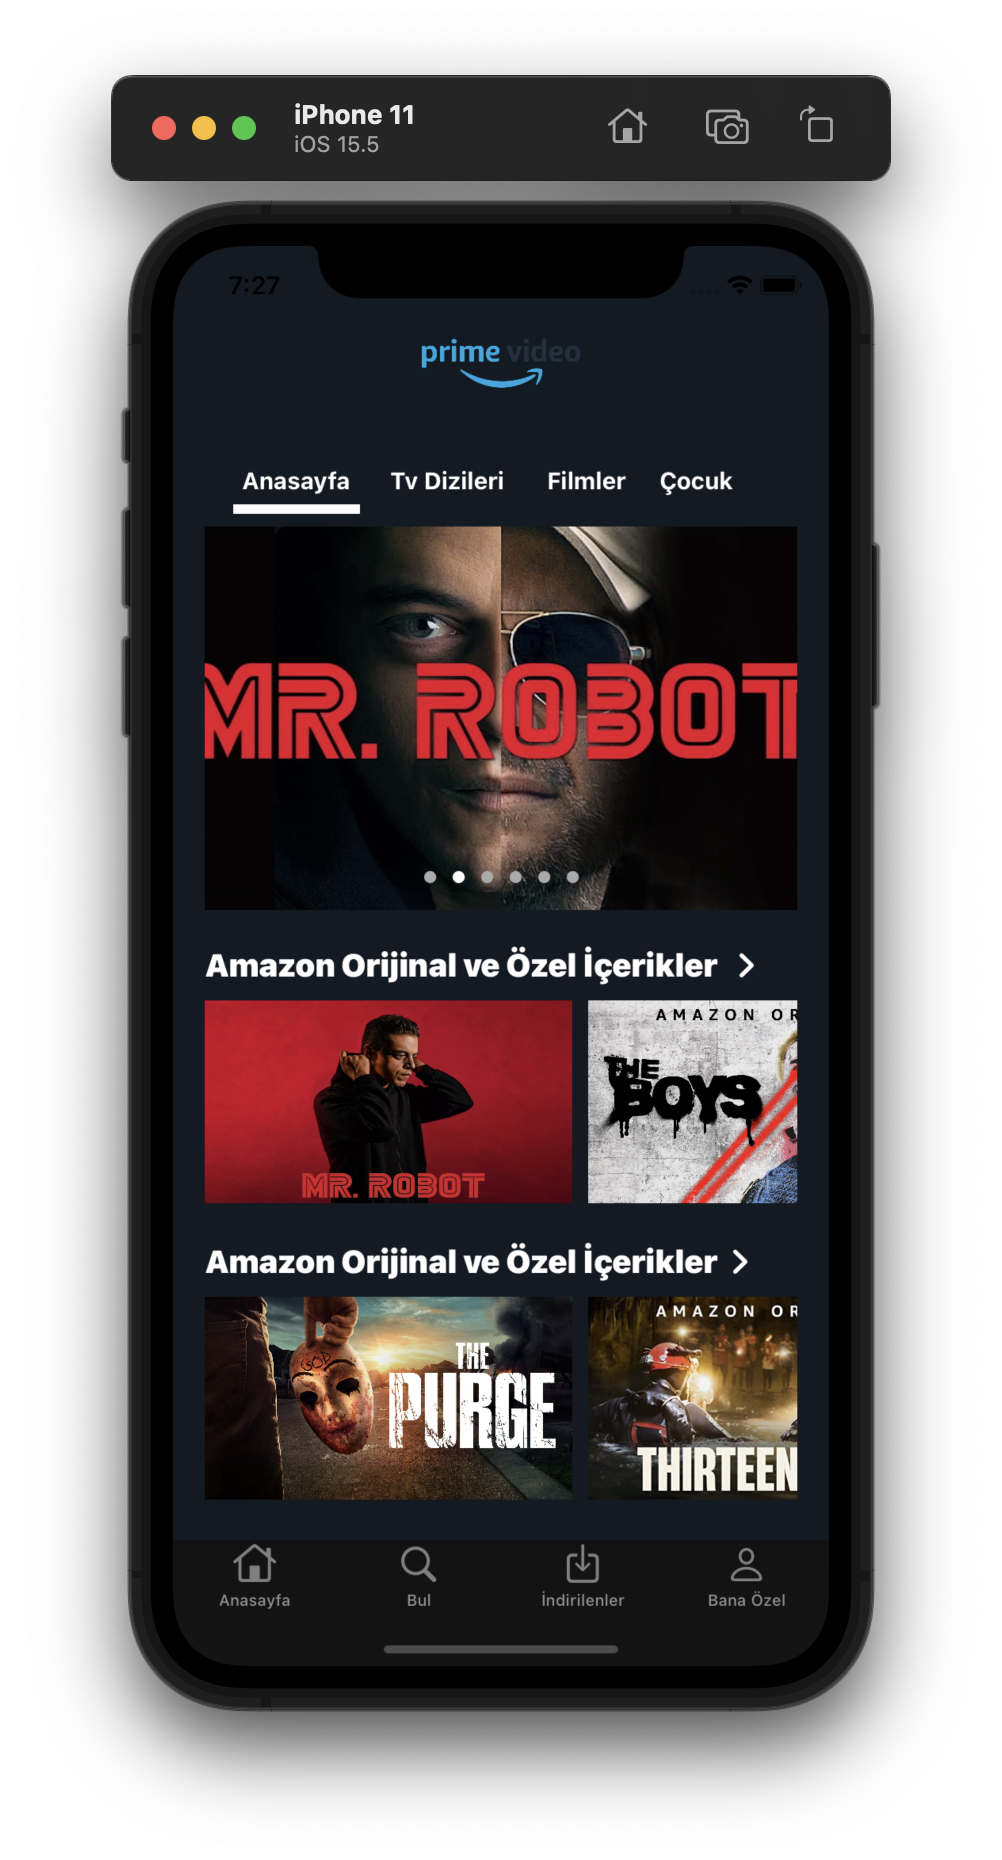 iPhone 11
iOS 15.5
7:27
prime video
Anasayfa Tv Dizileri Filmler Çocuk
MR. ROBOT
Amazon Orijinal ve Özel İçerikler
MR. ROBOT
AMAZON OR
THE
BOYS
Amazon Orijinal ve Özel İçerikler
GOD
THE
PURGE
AMAZON OR
THIRTEEN
Anasayfa Bul İndirilenler Bana Özel